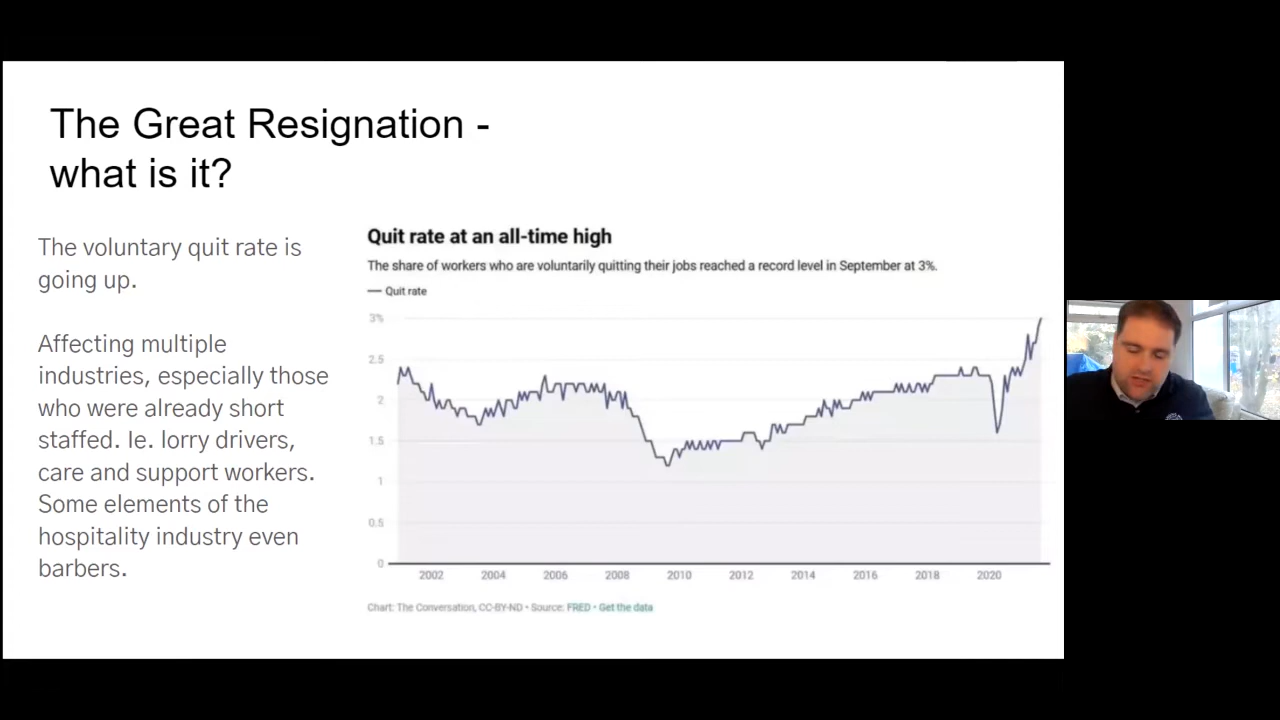 The Great Resignation -
what is it?
The voluntary quit rate is
going up.
Affecting multiple
industries, especially those
who were already short
staffed. Ie. lorry drivers,
care and support workers.
Some elements of the
hospitality industry even
barbers.
Quit rate at an all-time high
The share of workers who are voluntarily quitting their jobs reached a record level in September at 3%.
Quit rate
3%
2.5
2
1.5
1
0.5
0
2002 2004 2006 2008 2010 2012 2014 2016 2018 2020
Chart: The Conversation, CC-BY-ND • Source: FRED • Get the data